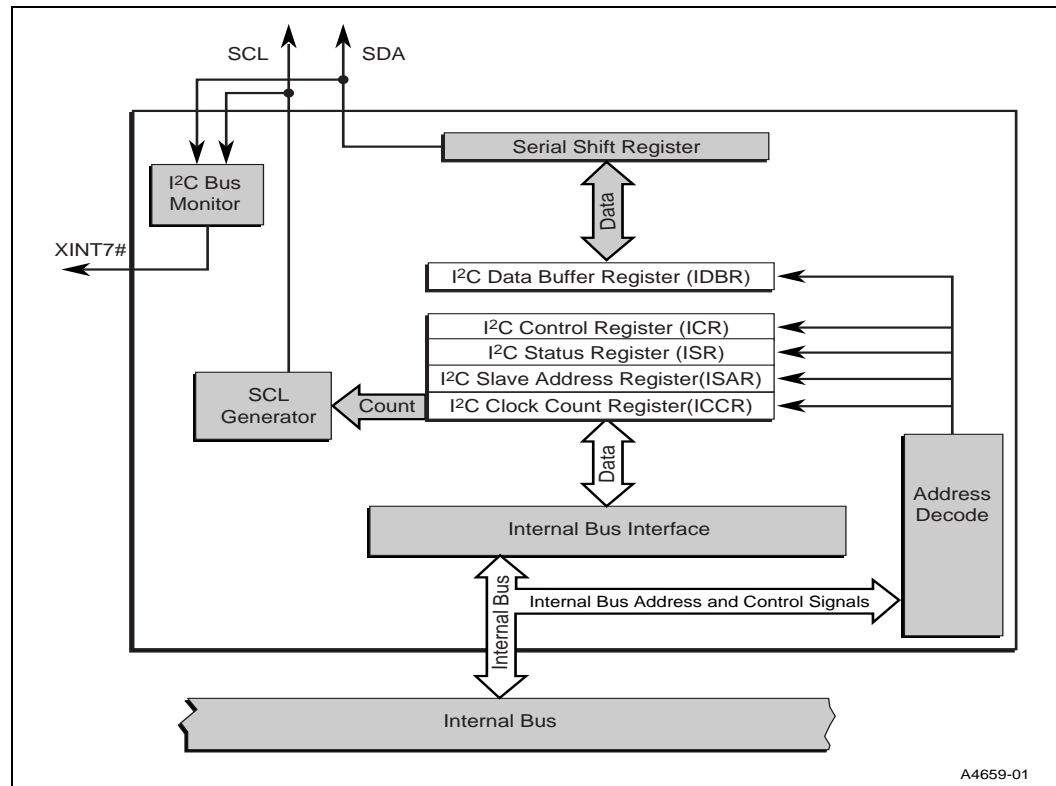 SCL
SDA
Serial Shift Register
I²C Bus
Monitor
Data
XINT7#
I²C Data Buffer Register (IDBR)
I²C Control Register (ICR)
I²C Status Register (ISR)
I²C Slave Address Register(ISAR)
I²C Clock Count Register(ICCR)
SCL
Generator
Count
Data
Address
Decode
Internal Bus Interface
Internal Bus
Internal Bus Address and Control Signals
Internal Bus
A4659-01